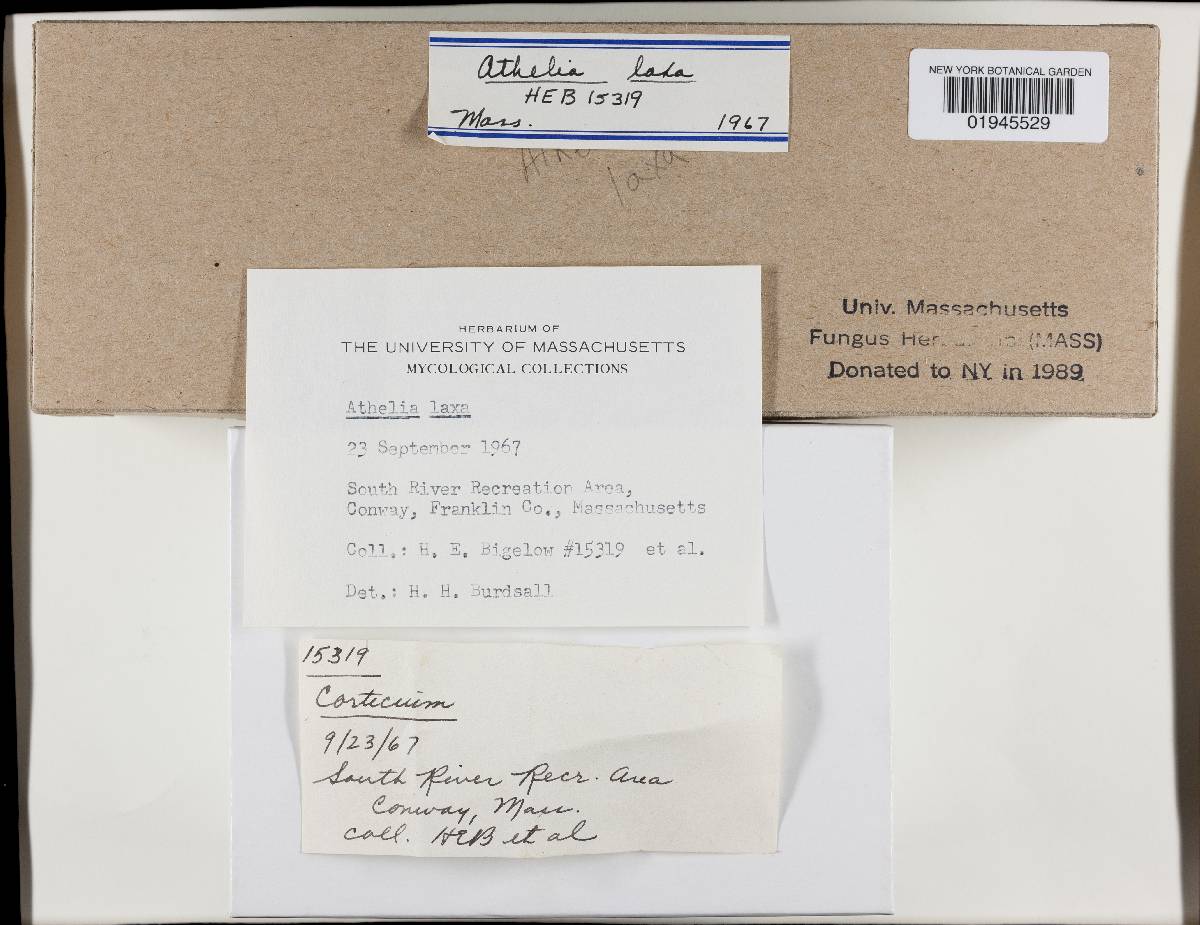 Athelia laxa
HEB 15319
Mass. 1967
NEW YORK BOTANICAL GARDEN
01945529
laxa
Univ. Massachusetts
Fungus (MASS)
Donated to NY in 1989
HERBARIUM OF
THE UNIVERSITY OF MASSACHUSETTS
MYCOLOGICAL COLLECTIONS
Athelia laxa
23 September 1967
South River Recreation Area,
Conway, Franklin Co., Massachusetts
Coll.: H. E. Bigelow #15319 et al.
Det.: H. H. Burdsall
15319
Corticium
9/23/67
South River Recr. Area
Conway, Mass.
coll. HEB et al